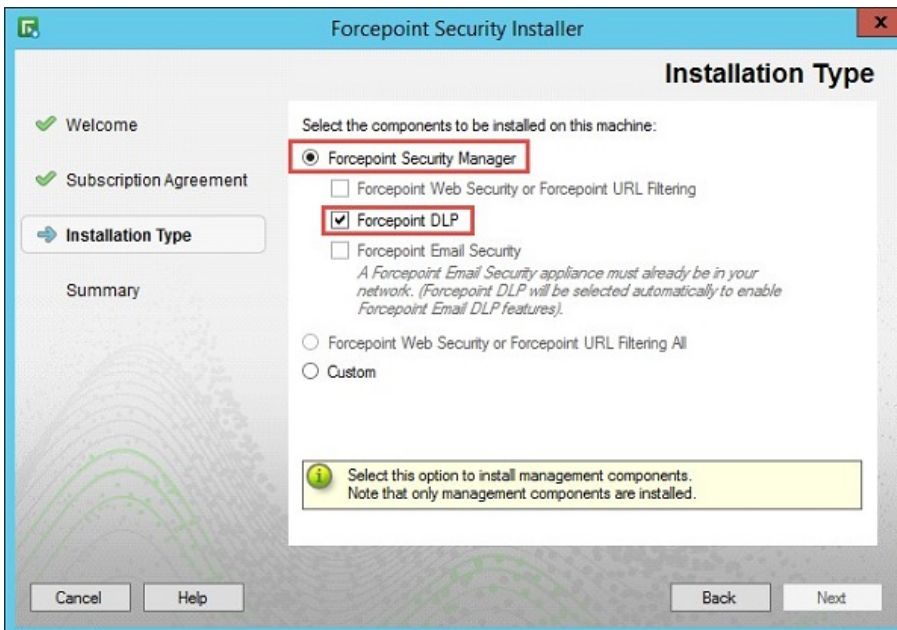 Forcepoint Security Installer
x
Installation Type
Welcome
Subscription Agreement
Installation Type
Summary
Select the components to be installed on this machine:
Forcepoint Security Manager
Forcepoint Web Security or Forcepoint URL Filtering
Forcepoint DLP
Forcepoint Email Security
A Forcepoint Email Security appliance must already be in your
network. (Forcepoint DLP will be selected automatically to enable
Forcepoint Email DLP features).
Forcepoint Web Security or Forcepoint URL Filtering All
Custom
Select this option to install management components.
Note that only management components are installed.
Cancel
Help
Back
Next